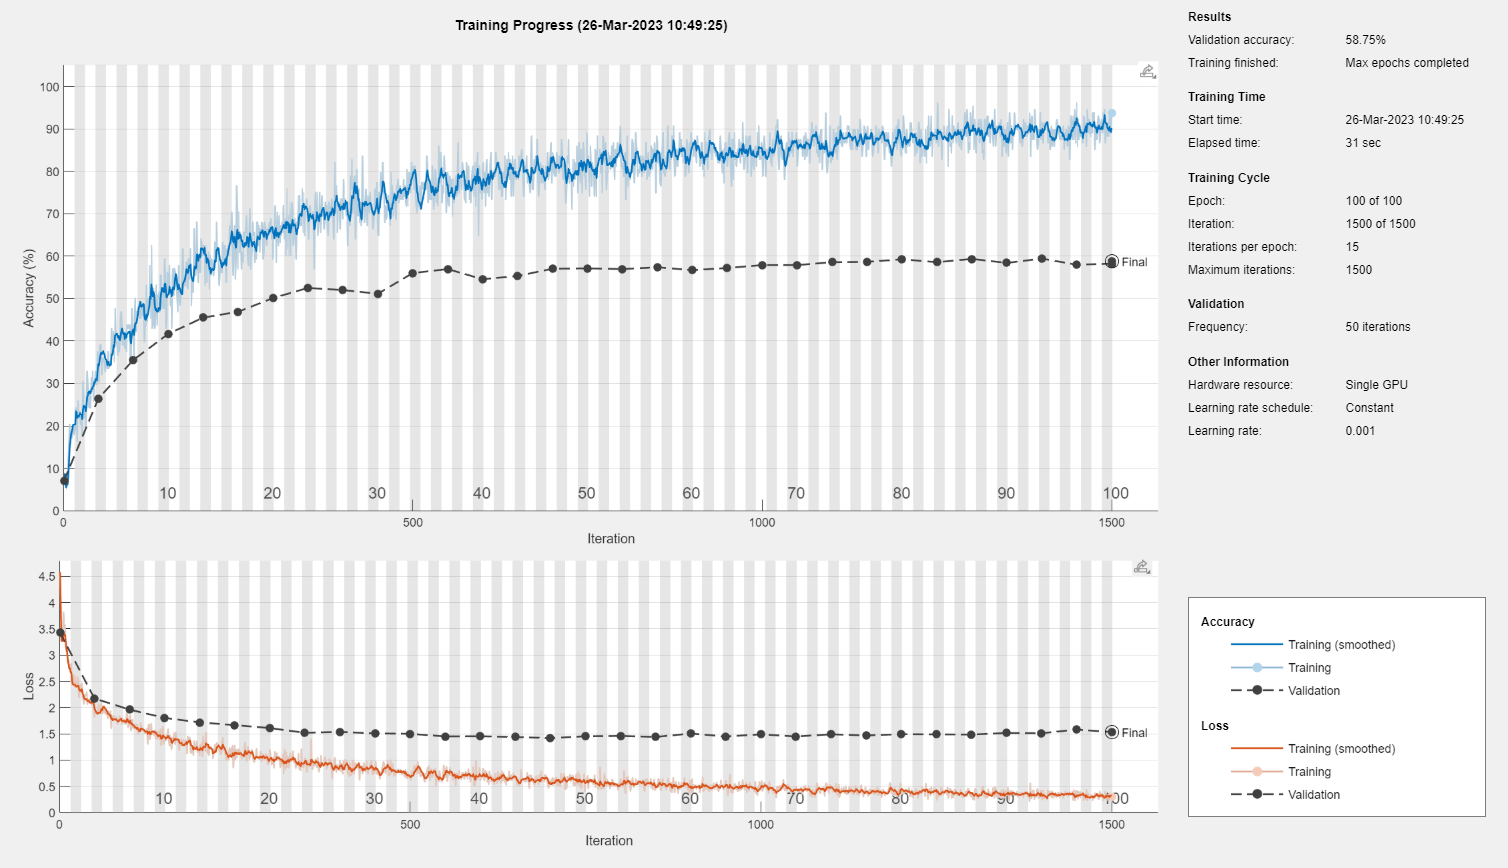 Training Progress (26-Mar-2023 10:49:25)
Accuracy (%)
100
90
80
70
60
50
40
30
20
10
0
Final
10 20 30 40 50 60 70 80 90 100
0 500 1000 1500
Iteration
Loss
4.5
4
3.5
3
2.5
2
1.5
1
0.5
0
Final
10 20 30 40 50 60 70 80 90 100
0 500 1000 1500
Iteration
Results
Validation accuracy: 58.75%
Training finished: Max epochs completed
Training Time
Start time: 26-Mar-2023 10:49:25
Elapsed time: 31 sec
Training Cycle
Epoch: 100 of 100
Iteration: 1500 of 1500
Iterations per epoch: 15
Maximum iterations: 1500
Validation
Frequency: 50 iterations
Other Information
Hardware resource: Single GPU
Learning rate schedule: Constant
Learning rate: 0.001
Accuracy
Training (smoothed)
Training
Validation
Loss
Training (smoothed)
Training
Validation